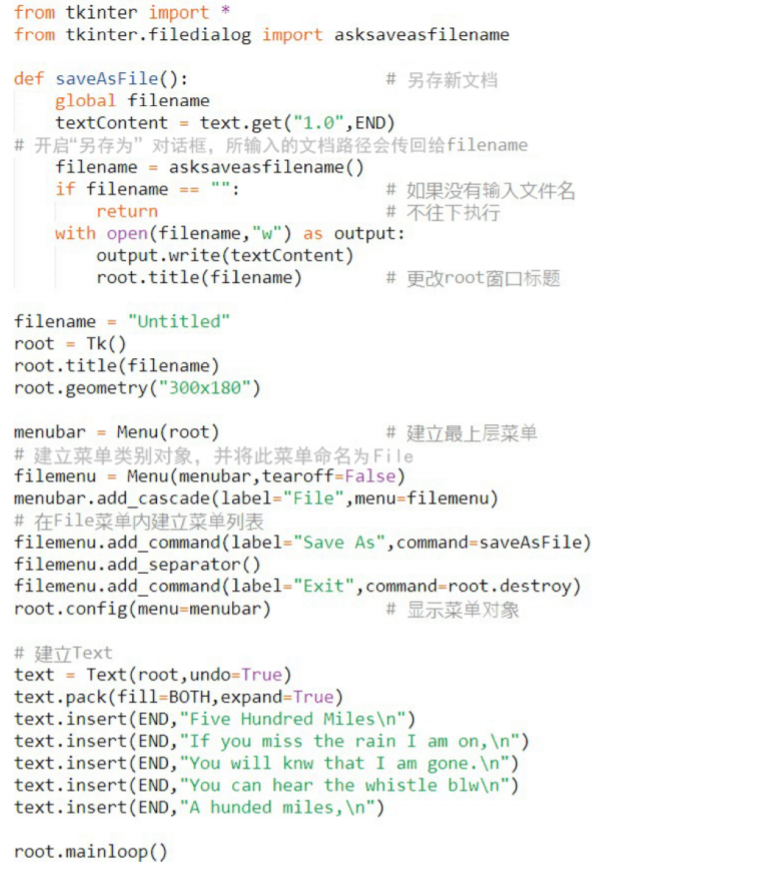 from tkinter import *
from tkinter.filedialog import asksaveasfilename

def saveAsFile():                   # 另存新文档
    global filename
    textContent = text.get("1.0",END)
# 开启“另存为” 对话框，所输入的文档路径会传回给filename
    filename = asksaveasfilename()
    if filename == "":              # 如果没有输入文件名
        return                      # 不往下执行
    with open(filename,"w") as output:
        output.write(textContent)
        root.title(filename)        # 更改root窗口标题

filename = "Untitled"
root = Tk()
root.title(filename)
root.geometry("300x180")

menubar = Menu(root)                # 建立最上层菜单
# 建立菜单类别对象，并将此菜单命名为File
filemenu = Menu(menubar,tearoff=False)
menubar.add_cascade(label="File",menu=filemenu)
# 在File菜单内建立菜单列表
filemenu.add_command(label="Save As",command=saveAsFile)
filemenu.add_separator()
filemenu.add_command(label="Exit",command=root.destroy)
root.config(menu=menubar)           # 显示菜单对象

# 建立Text
text = Text(root,undo=True)
text.pack(fill=BOTH,expand=True)
text.insert(END,"Five Hundred Miles\n")
text.insert(END,"If you miss the rain I am on,\n")
text.insert(END,"You will knw that I am gone.\n")
text.insert(END,"You can hear the whistle blw\n")
text.insert(END,"A hunded miles,\n")

root.mainloop()